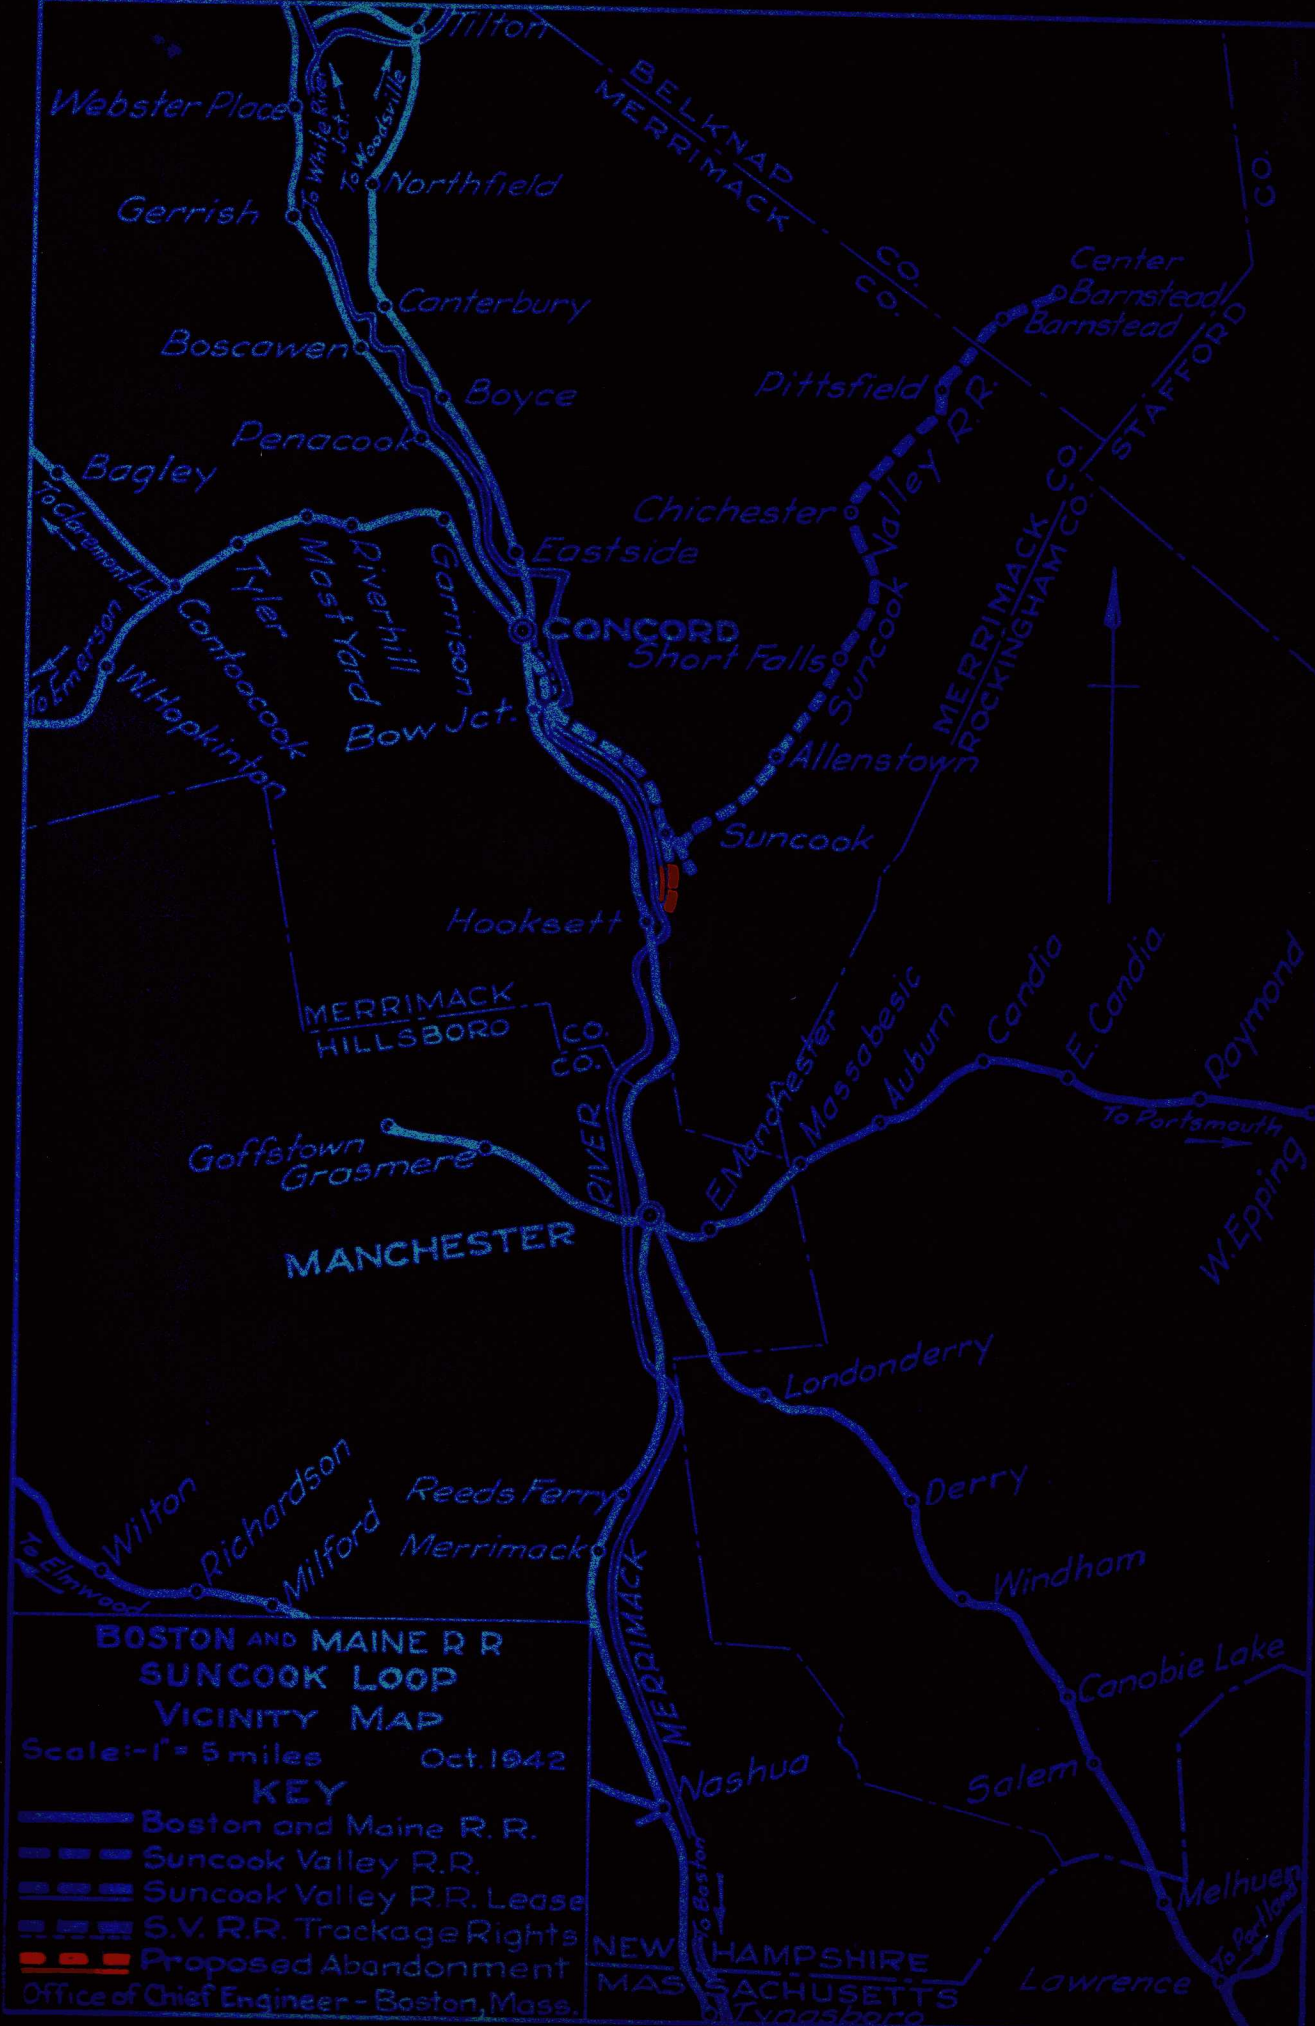 Tilton
Webster Place
To White River
Jct.
To Woodsville
BELKNAP CO.
MERRIMACK CO.
CO.
Northfield
Gerrish
Center
Barnstead
Barnstead
Canterbury
Boscawen
STAFFORD
Boyce
Pittsfield
Penacook
Suncook Valley R.R.
Bagley
To Claremont Jct.
MERRIMACK CO.
ROCKINGHAM CO.
Chichester
Eastside
Tyler
Mast Yard
Riverhill
Garrison
CONCORD
Short Falls
Contoocook
To Emerson
W. Hopkinton
Bow Jct.
Allenstown
Suncook
Hooksett
MERRIMACK CO.
HILLSBORO CO.
E. Manchester
Massabesic
Auburn
Candia
E. Candia
Raymond
To Portsmouth
W. Epping
RIVER
Goffstown
Grasmere
MANCHESTER
Londonderry
Reeds Ferry
Derry
Wilton
Richardson
Milford
To Elmwood
Merrimack
MERRIMACK
Windham
Canobie Lake
Salem
Nashua
To Boston
Melhuen
To Portland
Lawrence
NEW HAMPSHIRE
MASSACHUSETTS
Tyngsboro
BOSTON AND MAINE R R
SUNCOOK LOOP
VICINITY MAP
Scale:-1"= 5 miles Oct. 1942
KEY
Boston and Maine R. R.
Suncook Valley R.R.
Suncook Valley R.R. Lease
S.V. R.R. Trackage Rights
Proposed Abandonment
Office of Chief Engineer - Boston, Mass.